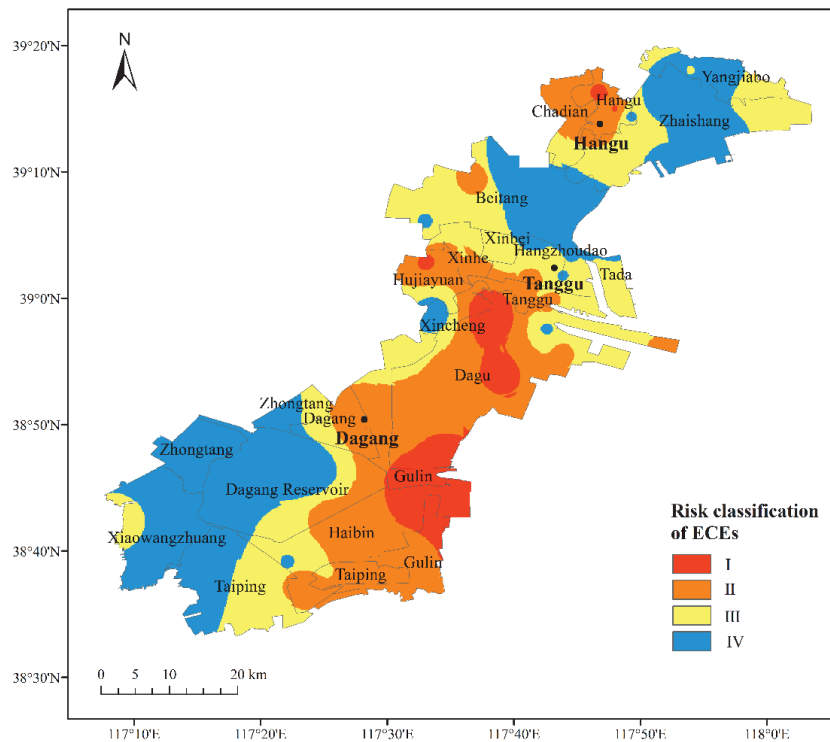 N
39°20'N
39°10'N
39°0'N
38°50'N
38°40'N
38°30'N
Yangjiabo
Hangu
Chadian
Zhaishang
Hangu
Beitang
Xinbei
Hangzhoudao
Xinhe
Tada
Hujiayuan
Tanggu
Tanggu
Xincheng
Dagu
Zhongtang
Dagang
Dagang
Zhongtang
Gulin
Dagang Reservoir
Haibin
Xiaowangzhuang
Gulin
Taiping
Taiping
Risk classification
of ECEs
I
II
III
IV
0 5 10 20 km
117°10'E 117°20'E 117°30'E 117°40'E 117°50'E 118°0'E